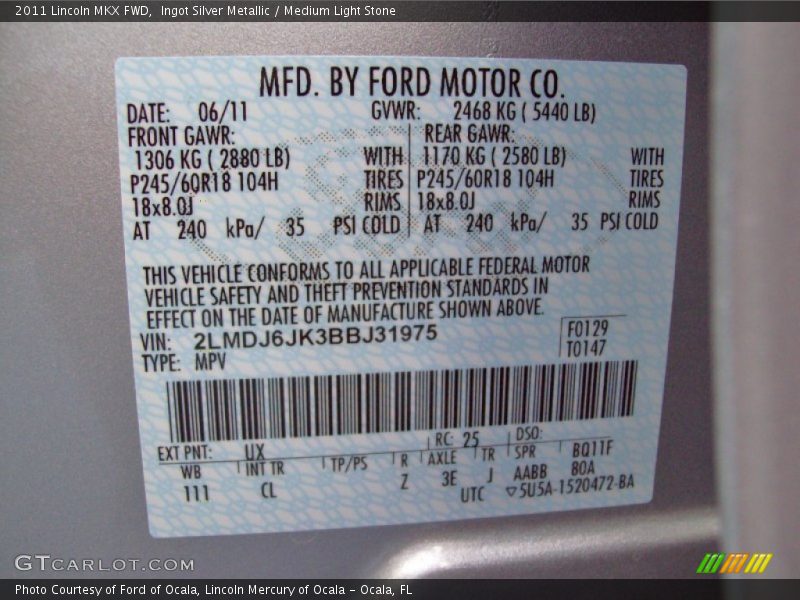 2011 Lincoln MKX FWD,  Ingot Silver Metallic / Medium Light Stone
MFD. BY FORD MOTOR CO.
DATE: 06/11 GVWR: 2468 KG ( 5440 LB)
FRONT GAWR: REAR GAWR:
1306 KG ( 2880 LB) WITH 1170 KG ( 2580 LB) WITH
P245/60R18 104H TIRES P245/60R18 104H TIRES
18x8.0J RIMS 18x8.0J RIMS
AT 240 kPa/ 35 PSI COLD AT 240 kPa/ 35 PSI COLD
THIS VEHICLE CONFORMS TO ALL APPLICABLE FEDERAL MOTOR
VEHICLE SAFETY AND THEFT PREVENTION STANDARDS IN
EFFECT ON THE DATE OF MANUFACTURE SHOWN ABOVE.
VIN: 2LMDJ6JK3BBJ31975 F0129
TYPE: MPV T0147
EXT PNT: UX RC: 25 DSO:
WB INT TR TP/PS R AXLE TR SPR BQ11F
111 CL Z 3E J AABB 80A
UTC ▽5U5A-1520472-BA
GTCARLOT.COM
Photo Courtesy of Ford of Ocala, Lincoln Mercury of Ocala – Ocala, FL